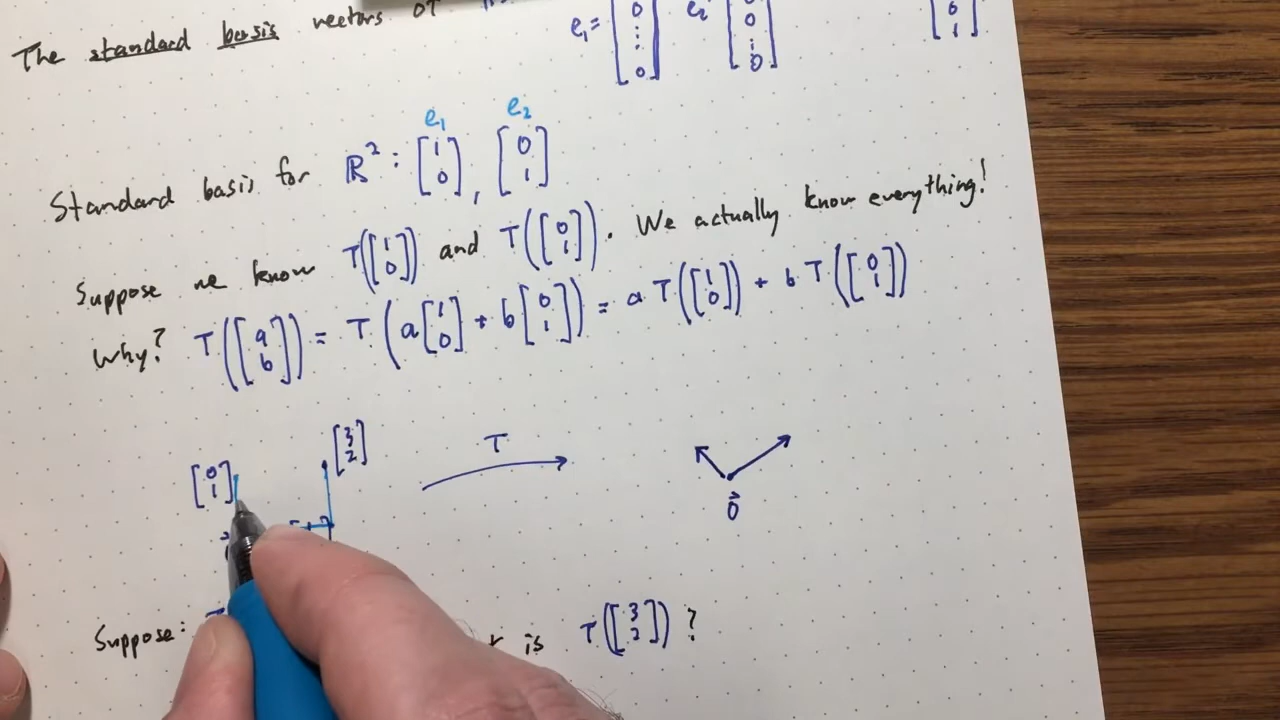 The standard basis vectors of
e₁ = [0 ⋮ 0] e₂ [0 ⋮ 0] [0 1]
e₁ e₂
Standard basis for ℝ² : [1 0], [0 1]
Suppose we know T([1 0]) and T([0 1]). We actually know everything!
Why? T([a b]) = T(a[1 0] + b[0 1]) = a T([1 0]) + b T([0 1])
[0 1] [3 2] T
0⃗
Suppose: is T([3 2]) ?